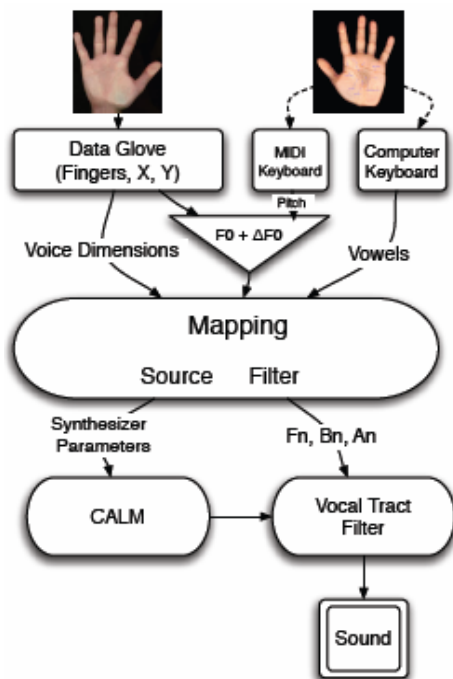 Data Glove
(Fingers, X, Y)
MIDI
Keyboard
Computer
Keyboard
Pitch
F0 + ΔF0
Voice Dimensions
Vowels
Mapping
Source Filter
Synthesizer
Parameters
Fn, Bn, An
CALM
Vocal Tract
Filter
Sound